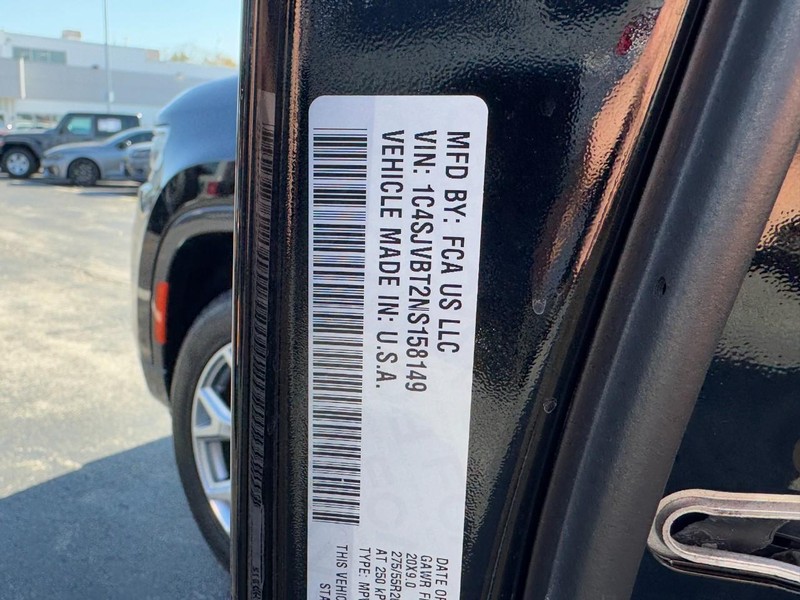 MFD BY: FCA US LLC
VIN: 1C4SJVBT2NS158149
VEHICLE MADE IN: U.S.A.
DATE OF
GAWR F
20X9.0
275/55R2
AT 250 kP
THIS VEHIC
TYPE: MP
STA